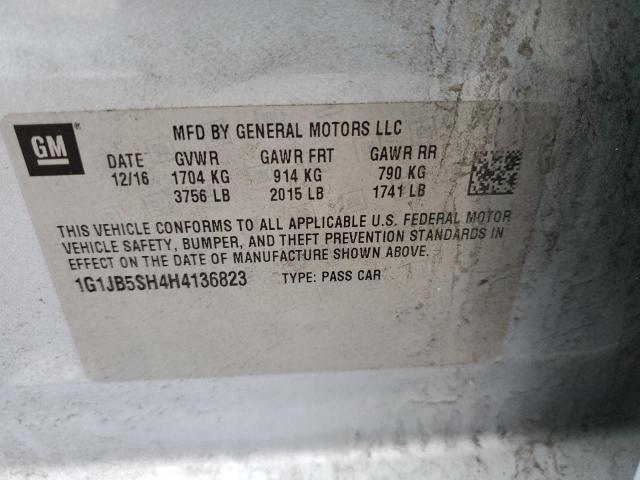 GM ®
MFD BY GENERAL MOTORS LLC
DATE GVWR GAWR FRT GAWR RR
12/16 1704 KG 914 KG 790 KG
3756 LB 2015 LB 1741 LB
THIS VEHICLE CONFORMS TO ALL APPLICABLE U.S. FEDERAL MOTOR
VEHICLE SAFETY, BUMPER, AND THEFT PREVENTION STANDARDS IN
EFFECT ON THE DATE OF MANUFACTURE SHOWN ABOVE.
1G1JB5SH4H4136823 TYPE: PASS CAR